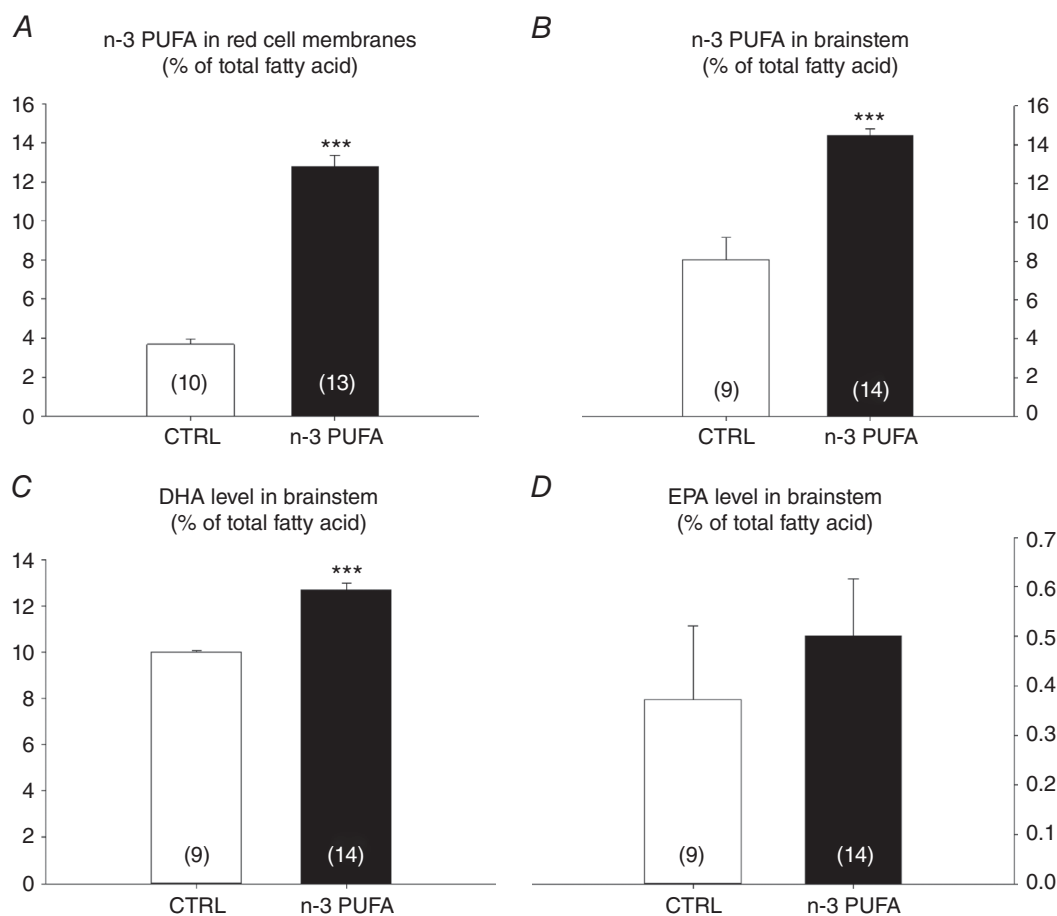 A
n-3 PUFA in red cell membranes
(% of total fatty acid)
16
14
12
10
8
6
4
2
0
***
(10)
(13)
CTRL
n-3 PUFA
B
n-3 PUFA in brainstem
(% of total fatty acid)
16
14
12
10
8
6
4
2
0
***
(9)
(14)
CTRL
n-3 PUFA
C
DHA level in brainstem
(% of total fatty acid)
14
12
10
8
6
4
2
0
***
(9)
(14)
CTRL
n-3 PUFA
D
EPA level in brainstem
(% of total fatty acid)
0.7
0.6
0.5
0.4
0.3
0.2
0.1
0.0
(9)
(14)
CTRL
n-3 PUFA